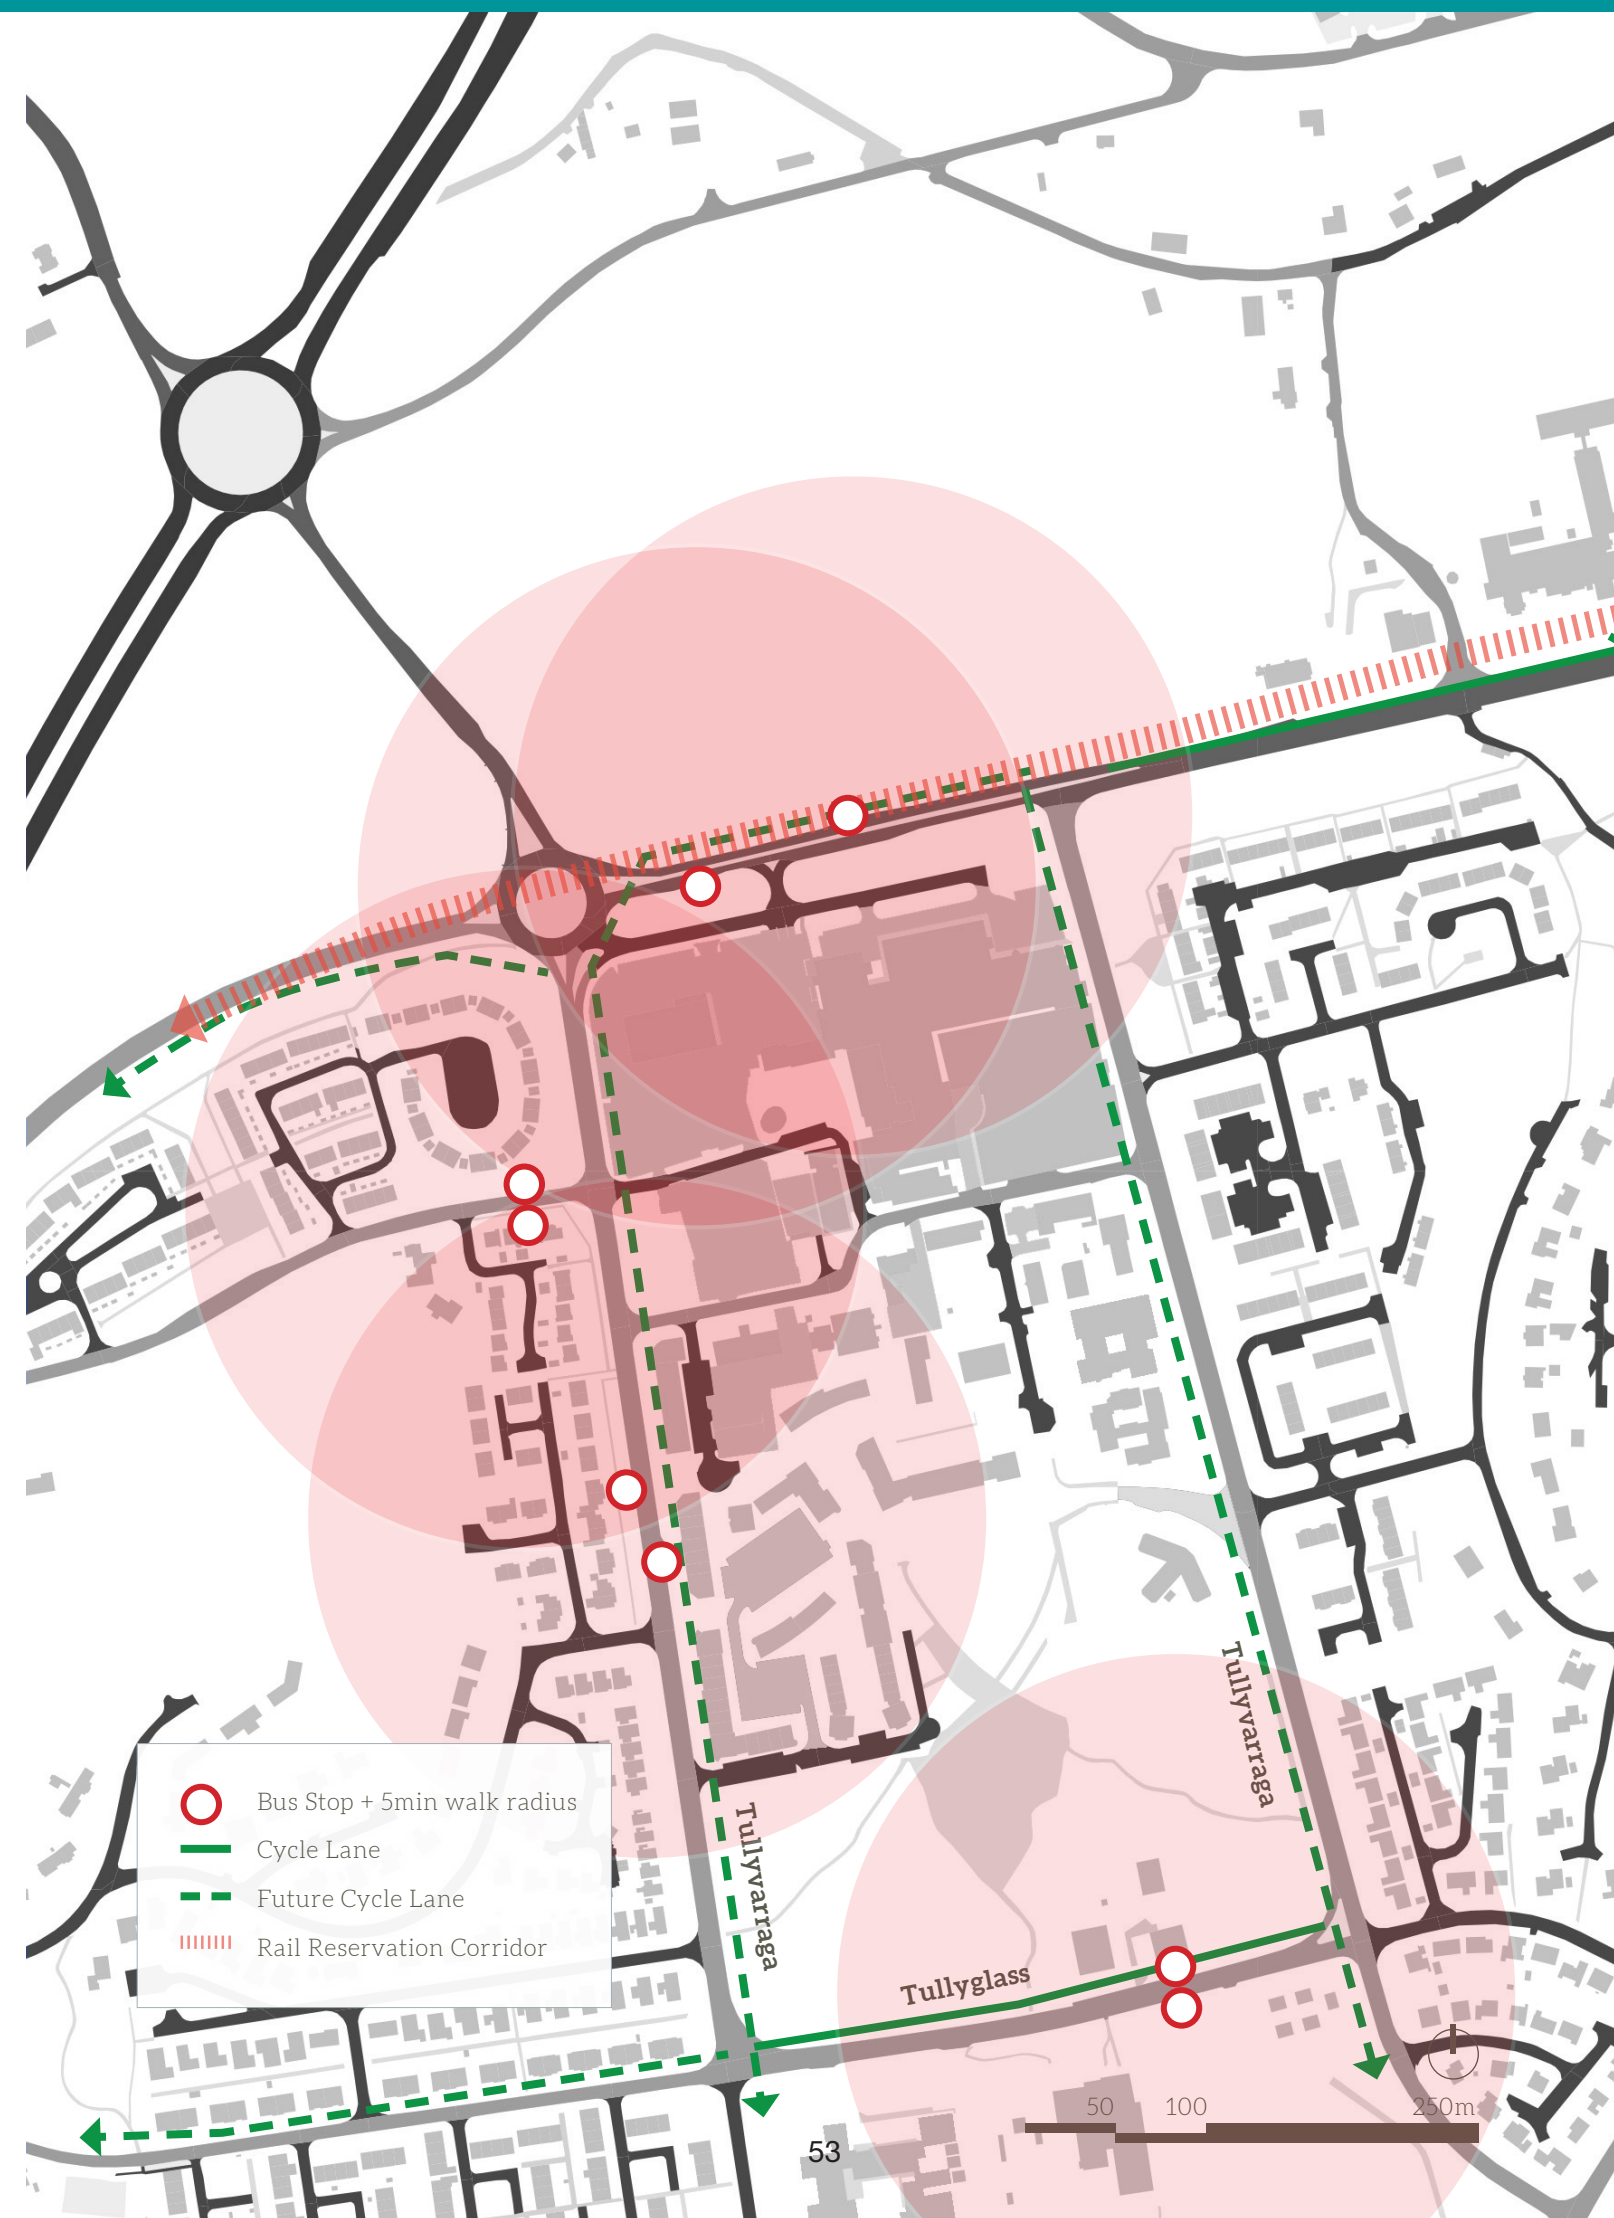 Tullyvarraga
Bus Stop + 5min walk radius
Cycle Lane
Future Cycle Lane
Rail Reservation Corridor
Tullyvarraga
Tullyglass
50
100
250m
53